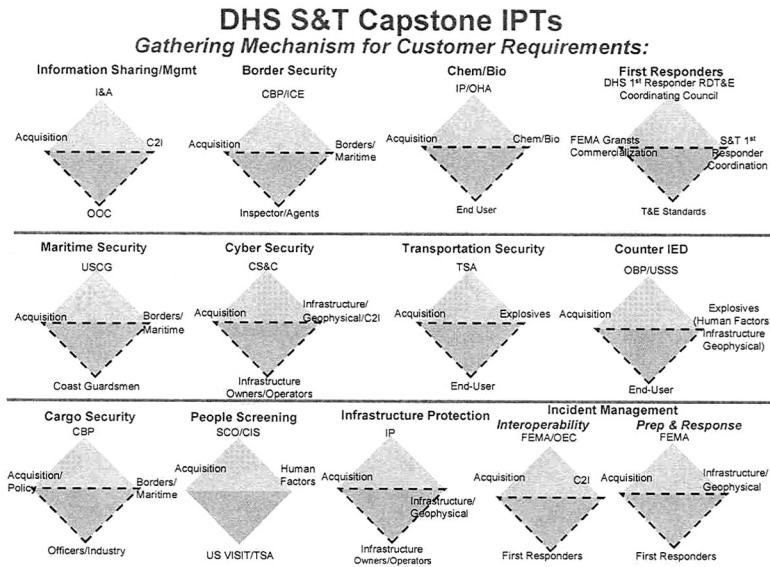 DHS S&T Capstone IPTs
Gathering Mechanism for Customer Requirements:
Information Sharing/Mgmt
I&A
Acquisition
C2I
OOC
Border Security
CBP/ICE
Acquisition
Borders/
Maritime
Inspector/Agents
Chem/Bio
IP/OHA
Acquisition
Chem/Bio
End User
First Responders
DHS 1st Responder RDT&E
Coordinating Council
FEMA Gransts
Commercialization
S&T 1st
Responder
Coordination
T&E Standards
Maritime Security
USCG
Acquisition
Borders/
Maritime
Coast Guardsmen
Cyber Security
CS&C
Acquisition
Infrastructure/
Geophysical/C2I
Infrastructure
Owners/Operators
Transportation Security
TSA
Acquisition
Explosives
End-User
Counter IED
OBP/USSS
Acquisition
Explosives
(Human Factors
Infrastructure
Geophysical)
End-User
Cargo Security
CBP
Acquisition/
Policy
Borders/
Maritime
Officers/Industry
People Screening
SCO/CIS
Acquisition
Human
Factors
US VISIT/TSA
Infrastructure Protection
IP
Acquisition
Infrastructure/
Geophysical
Infrastructure
Owners/Operators
Incident Management
Interoperability
FEMA/OEC
Acquisition
C2I
First Responders
Prep & Response
FEMA
Acquisition
Infrastructure/
Geophysical
First Responders